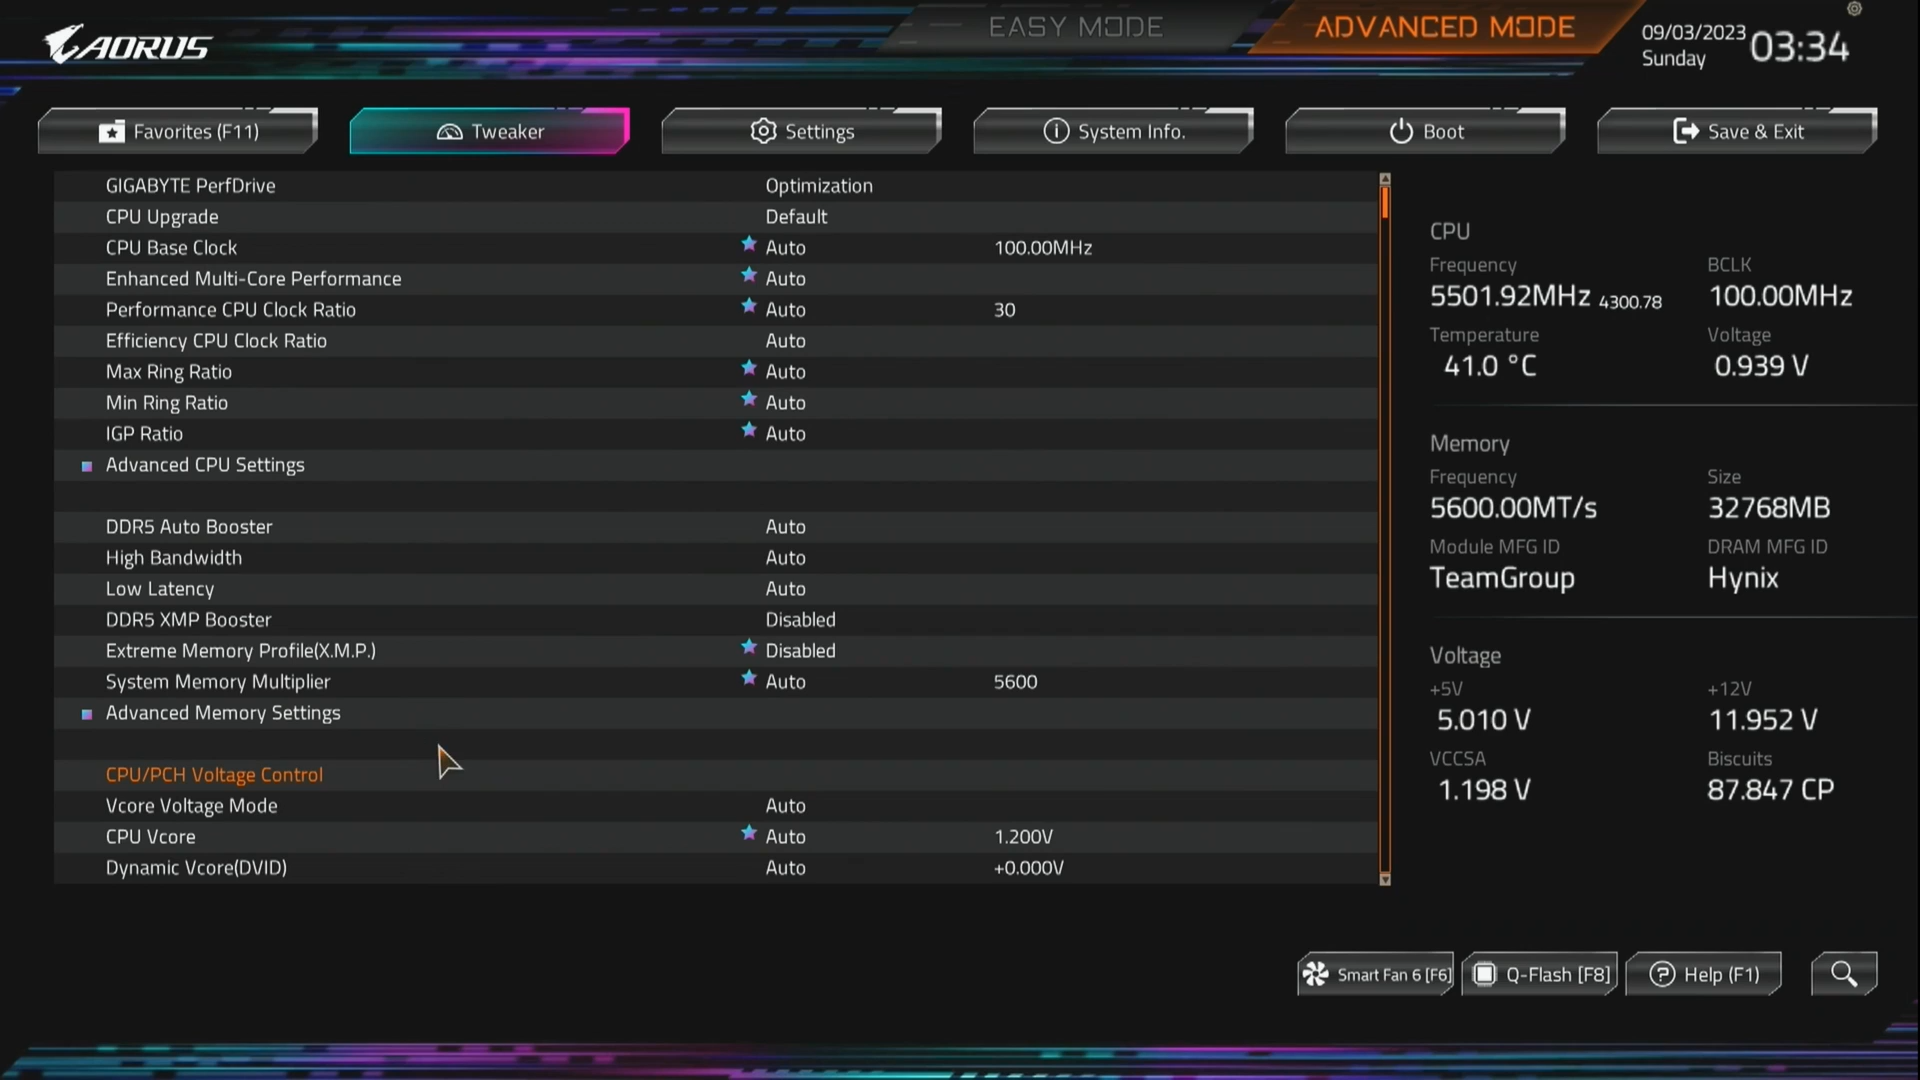 AORUS
EASY MODE
ADVANCED MODE
09/03/2023
Sunday
03:34
Favorites (F11)
Tweaker
Settings
System Info.
Boot
Save & Exit
GIGABYTE PerfDrive Optimization
CPU Upgrade Default
CPU Base Clock Auto 100.00MHz
Enhanced Multi-Core Performance Auto
Performance CPU Clock Ratio Auto 30
Efficiency CPU Clock Ratio Auto
Max Ring Ratio Auto
Min Ring Ratio Auto
IGP Ratio Auto
Advanced CPU Settings
DDR5 Auto Booster Auto
High Bandwidth Auto
Low Latency Auto
DDR5 XMP Booster Disabled
Extreme Memory Profile(X.M.P.) Disabled
System Memory Multiplier Auto 5600
Advanced Memory Settings
CPU/PCH Voltage Control
Vcore Voltage Mode Auto
CPU Vcore Auto 1.200V
Dynamic Vcore(DVID) Auto +0.000V
CPU
Frequency BCLK
5501.92MHz 4300.78 100.00MHz
Temperature Voltage
41.0 °C 0.939 V
Memory
Frequency Size
5600.00MT/s 32768MB
Module MFG ID DRAM MFG ID
TeamGroup Hynix
Voltage
+5V +12V
5.010 V 11.952 V
VCCSA Biscuits
1.198 V 87.847 CP
Smart Fan 6 [F6]
Q-Flash [F8]
Help (F1)